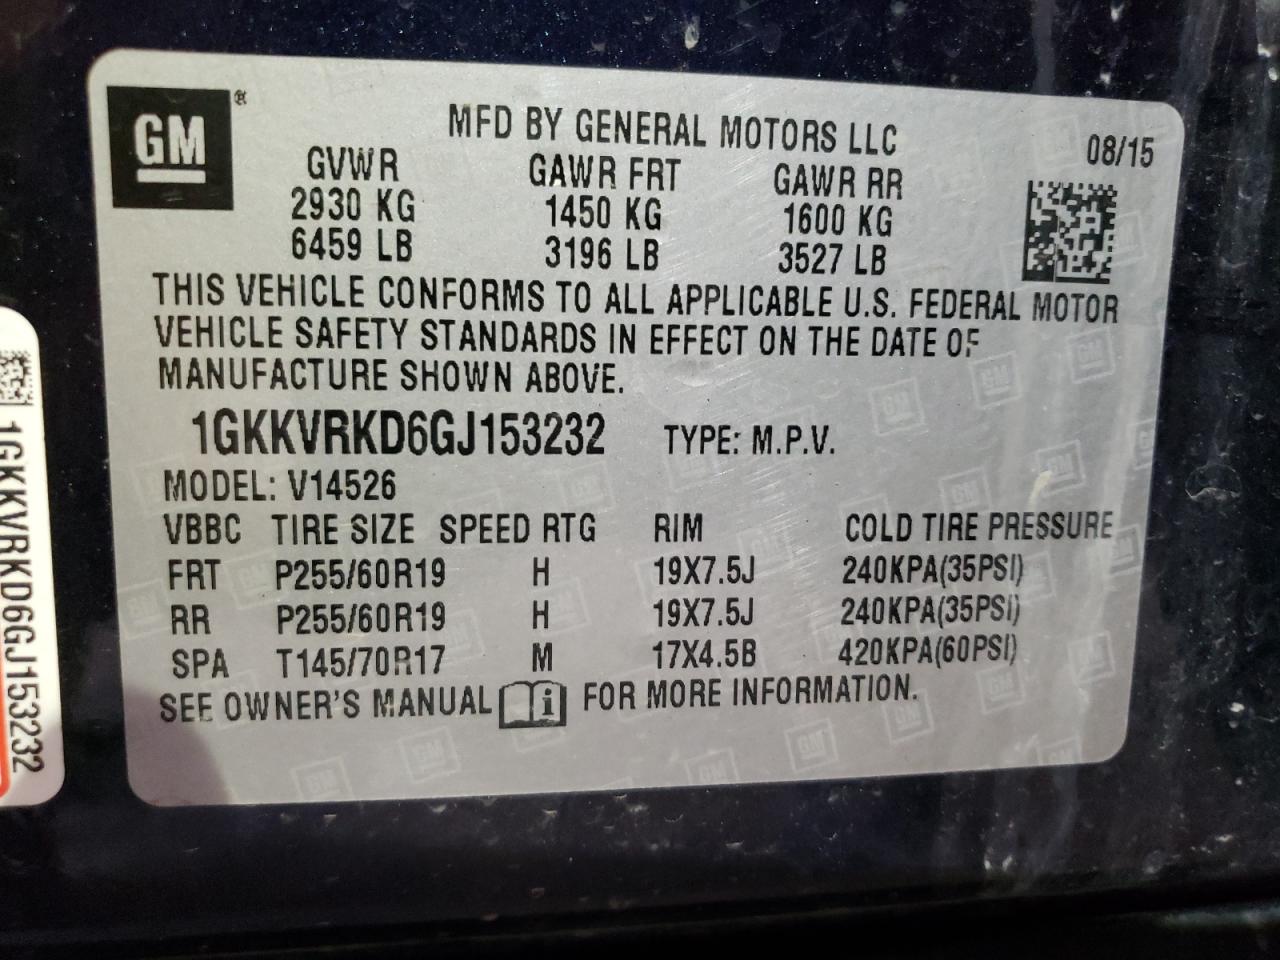 GM ®
MFD BY GENERAL MOTORS LLC
08/15
GVWR GAWR FRT GAWR RR
2930 KG 1450 KG 1600 KG
6459 LB 3196 LB 3527 LB
THIS VEHICLE CONFORMS TO ALL APPLICABLE U.S. FEDERAL MOTOR
VEHICLE SAFETY STANDARDS IN EFFECT ON THE DATE OF
MANUFACTURE SHOWN ABOVE.
1GKKVRKD6GJ153232 TYPE: M.P.V.
MODEL: V14526
VBBC TIRE SIZE SPEED RTG RIM COLD TIRE PRESSURE
FRT P255/60R19 H 19X7.5J 240KPA(35PSI)
RR P255/60R19 H 19X7.5J 240KPA(35PSI)
SPA T145/70R17 M 17X4.5B 420KPA(60PSI)
SEE OWNER'S MANUAL i FOR MORE INFORMATION.
1GKKVRKD6GJ153232